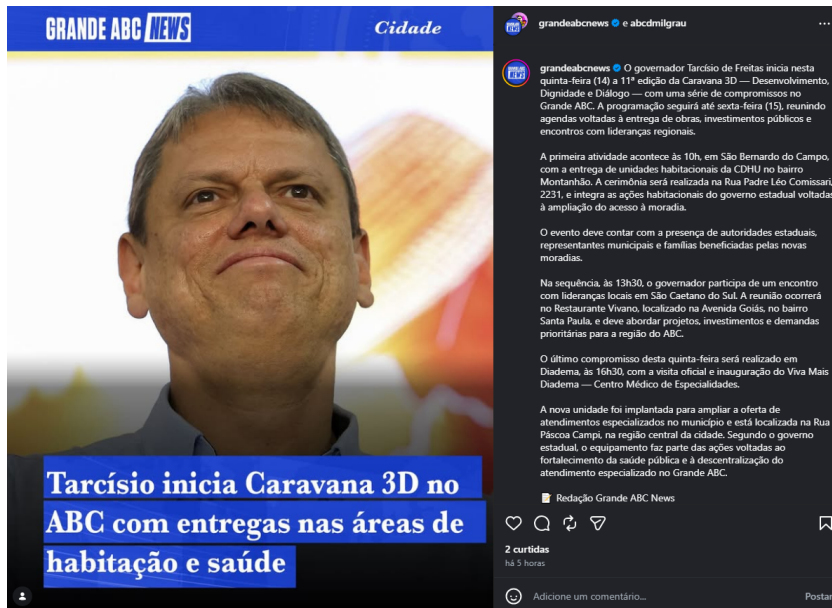 GRANDE ABC NEWS
Cidade
Tarcísio inicia Caravana 3D no
ABC com entregas nas áreas de
habitação e saúde
grandeabcnews e abcdmilgrau
grandeabcnews O governador Tarcísio de Freitas inicia nesta
quinta-feira (14) a 11ª edição da Caravana 3D — Desenvolvimento,
Dignidade e Diálogo — com uma série de compromissos no
Grande ABC. A programação seguirá até sexta-feira (15), reunindo
agendas voltadas à entrega de obras, investimentos públicos e
encontros com lideranças regionais.
A primeira atividade acontece às 10h, em São Bernardo do Campo,
com a entrega de unidades habitacionais da CDHU no bairro
Montanhão. A cerimônia será realizada na Rua Padre Léo Comissari,
2231, e integra as ações habitacionais do governo estadual voltadas
à ampliação do acesso à moradia.
O evento deve contar com a presença de autoridades estaduais,
representantes municipais e famílias beneficiadas pelas novas
moradias.
Na sequência, às 13h30, o governador participa de um encontro
com lideranças locais em São Caetano do Sul. A reunião ocorrerá
no Restaurante Vivano, localizado na Avenida Goiás, no bairro
Santa Paula, e deve abordar projetos, investimentos e demandas
prioritárias para a região do ABC.
O último compromisso desta quinta-feira será realizado em
Diadema, às 16h30, com a visita oficial e inauguração do Viva Mais
Diadema — Centro Médico de Especialidades.
A nova unidade foi implantada para ampliar a oferta de
atendimentos especializados no município e está localizada na Rua
Páscoa Campi, na região central da cidade. Segundo o governo
estadual, o equipamento faz parte das ações voltadas ao
fortalecimento da saúde pública e à descentralização do
atendimento especializado no Grande ABC.
Redação Grande ABC News
2 curtidas
há 5 horas
Adicione um comentário...
Postar